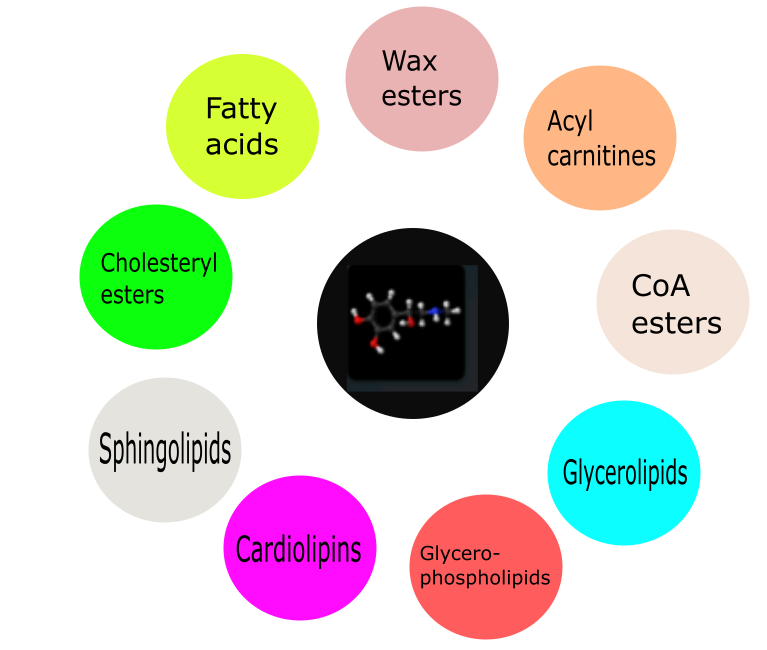 Wax
esters
Fatty
acids
Acyl
carnitines
Cholesteryl
esters
CoA
esters
Sphingolipids
Glycerolipids
Cardiolipins
Glycero-
phospholipids